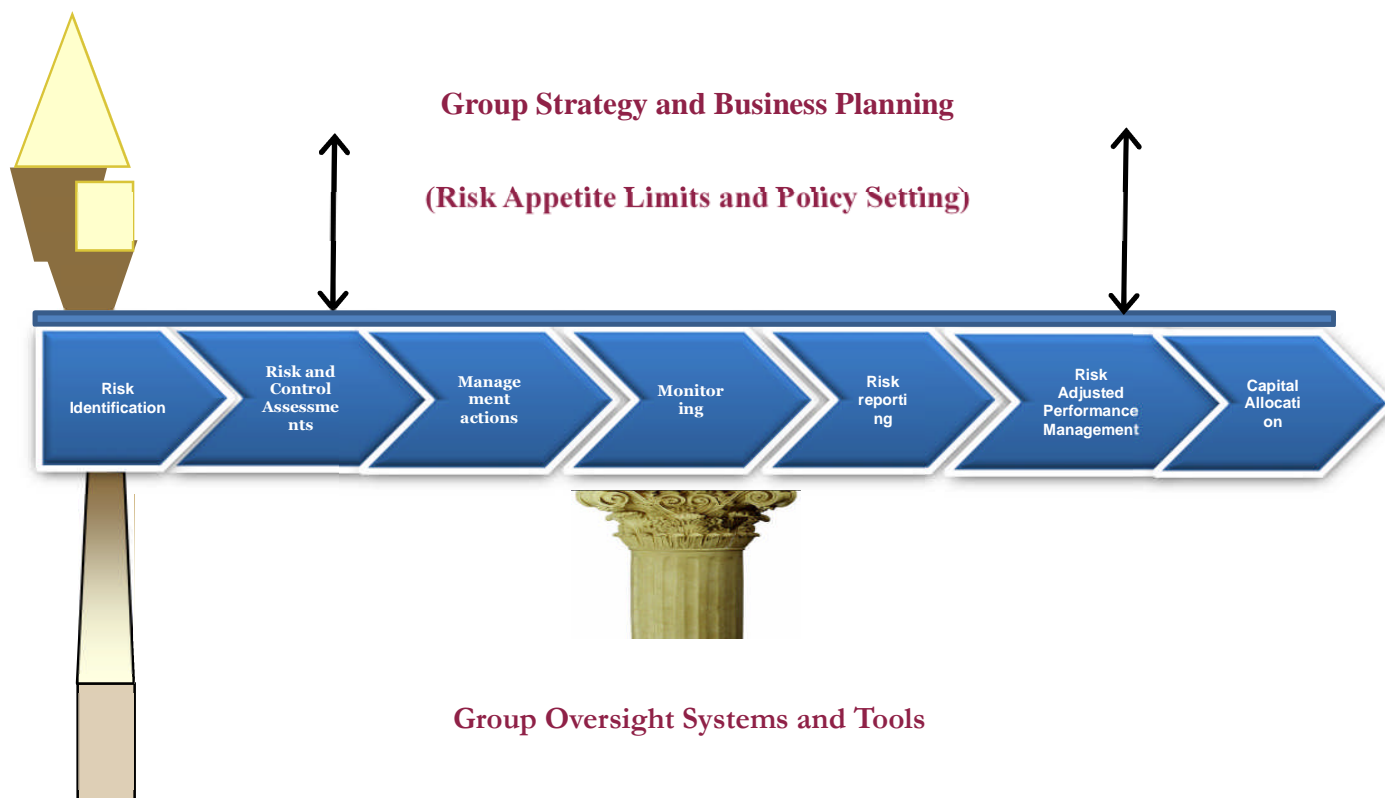 Group Strategy and Business Planning
(Risk Appetite Limits and Policy Setting)
Risk
Identification
Risk and
Control
Assessme
nts
Manage
ment
actions
Monitor
ing
Risk
reporti
ng
Risk
Adjusted
Performance
Management
Capital
Allocati
on
Group Oversight Systems and Tools